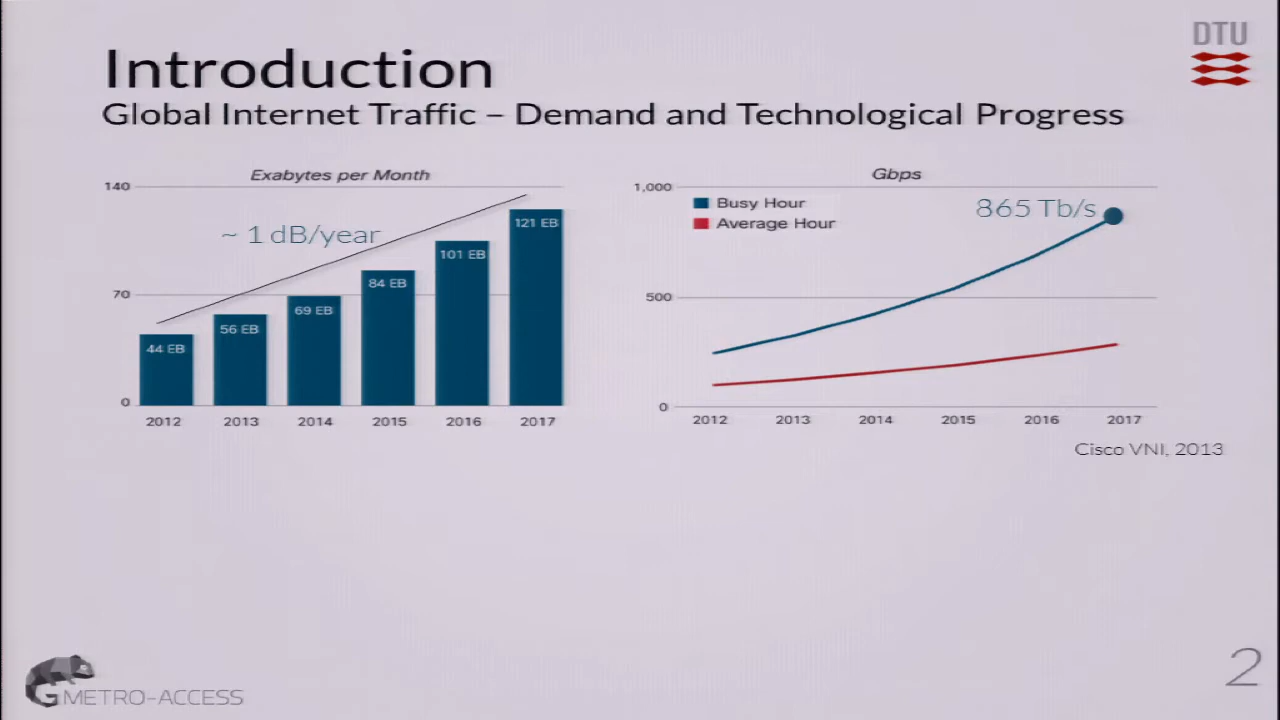 DTU
Introduction
Global Internet Traffic – Demand and Technological Progress
Exabytes per Month
140
70
0
~ 1 dB/year
44 EB
56 EB
69 EB
84 EB
101 EB
121 EB
2012 2013 2014 2015 2016 2017
Gbps
1,000
500
0
Busy Hour
Average Hour
865 Tb/s
2012 2013 2014 2015 2016 2017
Cisco VNI, 2013
G METRO-ACCESS
2